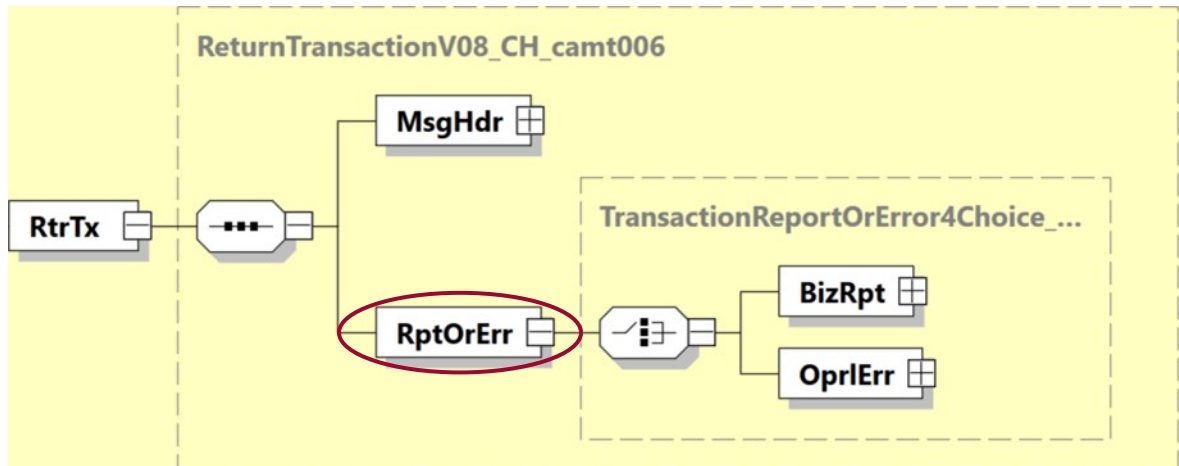 ReturnTransactionV08_CH_camt006
MsgHdr
RtrTx
TransactionReportOrError4Choice_...
BizRpt
RptOrErr
OprlErr